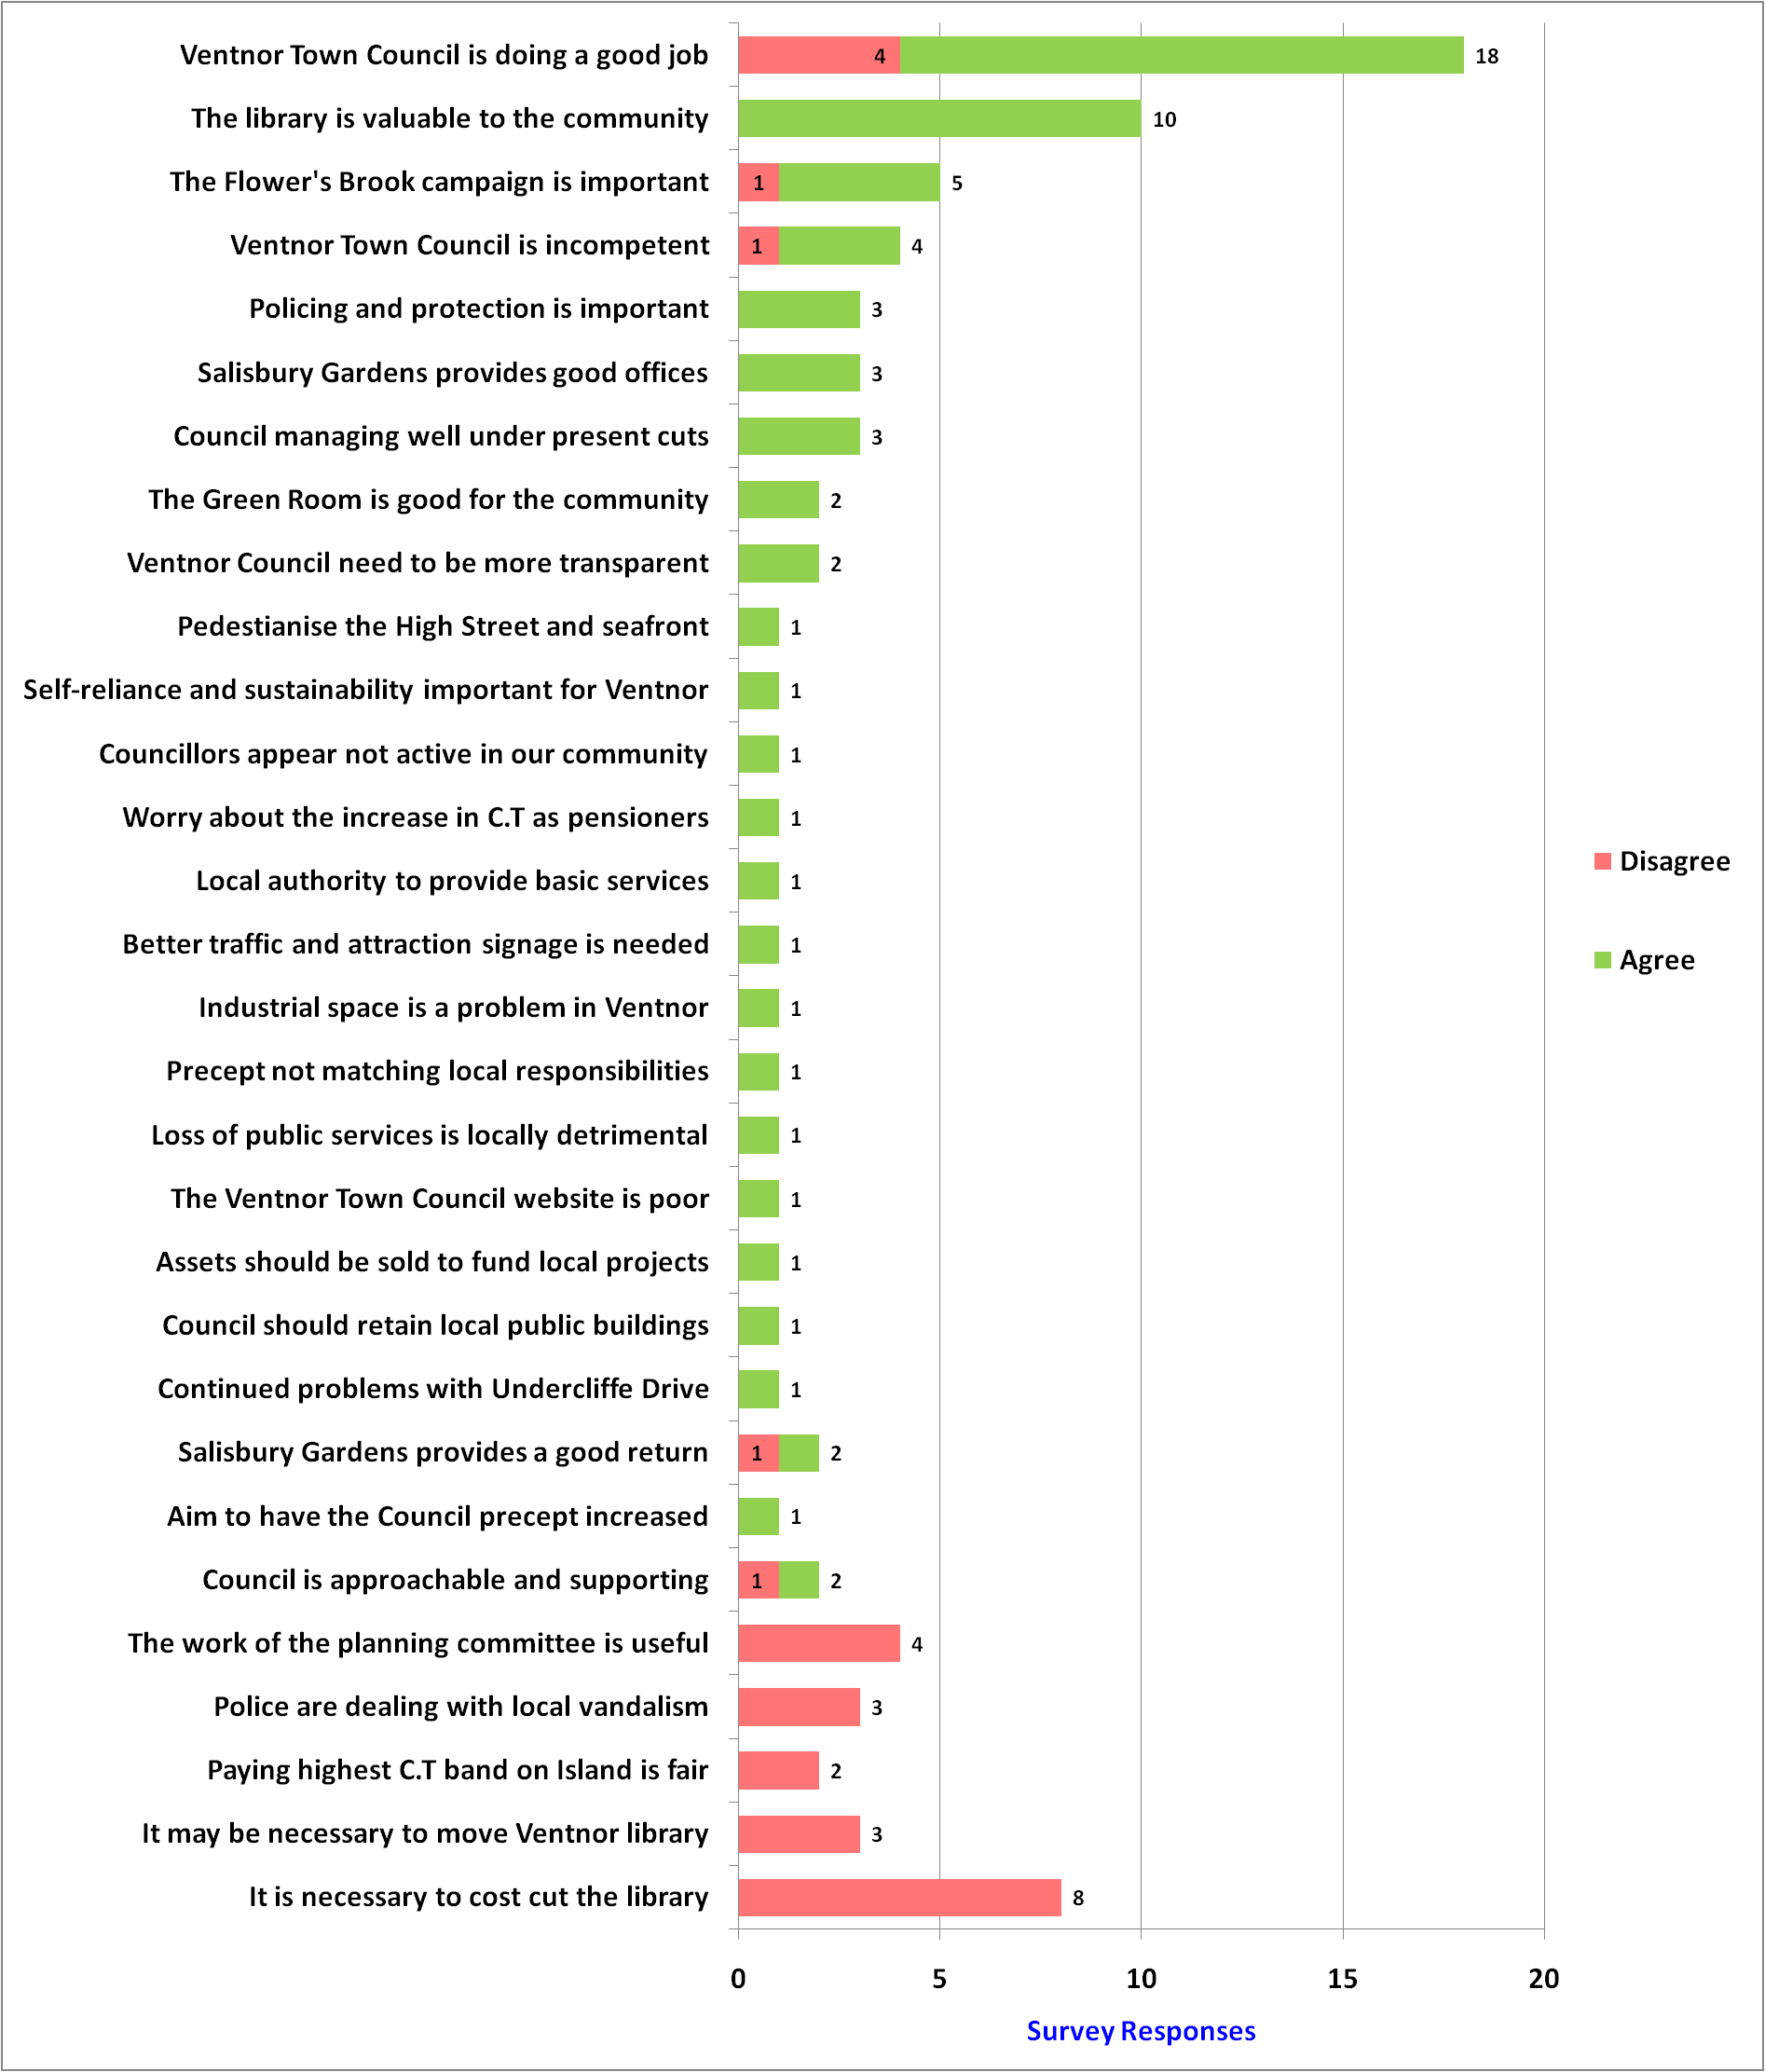 Ventnor Town Council is doing a good job 4 18
The library is valuable to the community 10
The Flower's Brook campaign is important 1 5
Ventnor Town Council is incompetent 1 4
Policing and protection is important 3
Salisbury Gardens provides good offices 3
Council managing well under present cuts 3
The Green Room is good for the community 2
Ventnor Council need to be more transparent 2
Pedestianise the High Street and seafront 1
Self-reliance and sustainability important for Ventnor 1
Councillors appear not active in our community 1
Worry about the increase in C.T as pensioners 1
Local authority to provide basic services 1
Better traffic and attraction signage is needed 1
Industrial space is a problem in Ventnor 1
Precept not matching local responsibilities 1
Loss of public services is locally detrimental 1
The Ventnor Town Council website is poor 1
Assets should be sold to fund local projects 1
Council should retain local public buildings 1
Continued problems with Undercliffe Drive 1
Salisbury Gardens provides a good return 1 2
Aim to have the Council precept increased 1
Council is approachable and supporting 1 2
The work of the planning committee is useful 4
Police are dealing with local vandalism 3
Paying highest C.T band on Island is fair 2
It may be necessary to move Ventnor library 3
It is necessary to cost cut the library 8
0 5 10 15 20
Survey Responses
Disagree
Agree